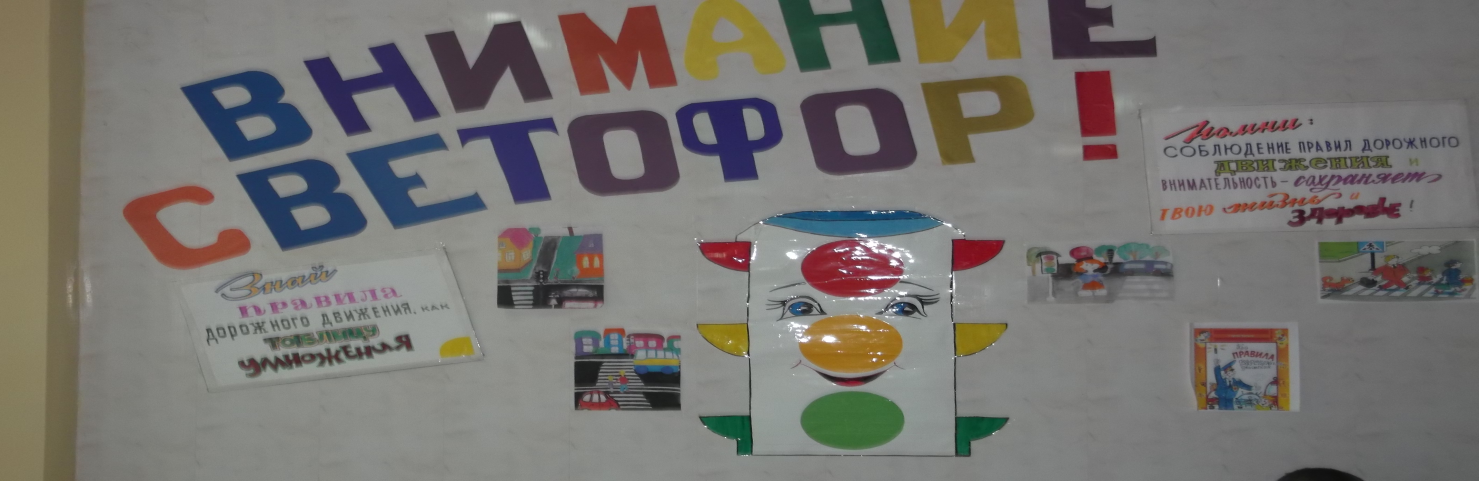 ВНИМАНИЕ
СВЕТОФОР!
Знай
правила
дорожного движения, как
таблицу
умножения
Помни:
соблюдение правил дорожного
движения и
внимательность – сохраняет
твою жизнь и
здоровье!
ПРАВИЛА